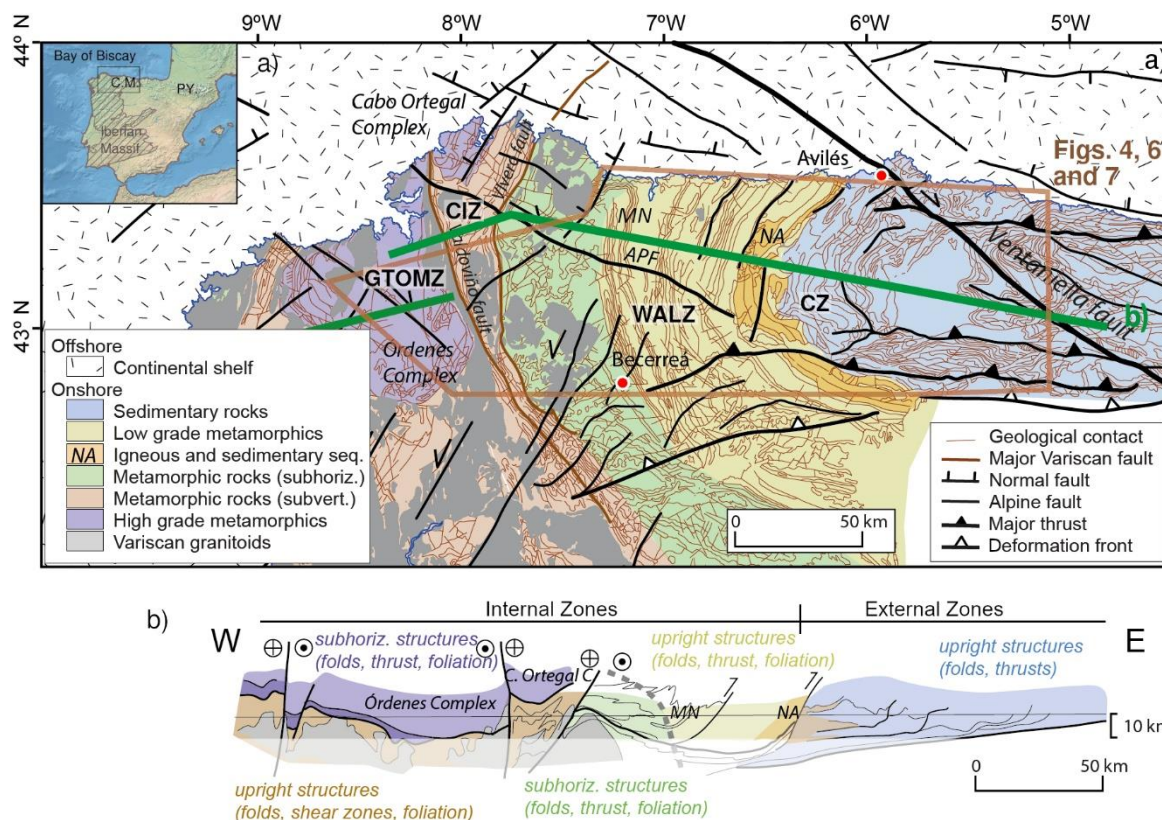 9°W
8°W
7°W
6°W
5°W
44° N
43° N
Bay of Biscay
C.M.
PY.
Iberian
Massif
a)
a
Cabo Ortegal
Complex
Vivero fault
Avilés
Figs. 4, 6
and 7
CIZ
MN
NA
APF
Valdoviño fault
GTOMZ
WALZ
CZ
Ventaniella fault
b)
Ordenes
Complex
V
Becerreá
V
Offshore
Continental shelf
Onshore
Sedimentary rocks
Low grade metamorphics
NA Igneous and sedimentary seq.
Metamorphic rocks (subhoriz.)
Metamorphic rocks (subvert.)
High grade metamorphics
Variscan granitoids
0 50 km
Geological contact
Major Variscan fault
Normal fault
Alpine fault
Major thrust
Deformation front
b)
Internal Zones
External Zones
W
E
subhoriz. structures
(folds, thrust, foliation)
upright structures
(folds, thrust, foliation)
upright structures
(folds, thrusts)
C. Ortegal C.
Órdenes Complex
MN
NA
10 km
upright structures
(folds, shear zones, foliation)
subhoriz. structures
(folds, thrust, foliation)
0 50 km